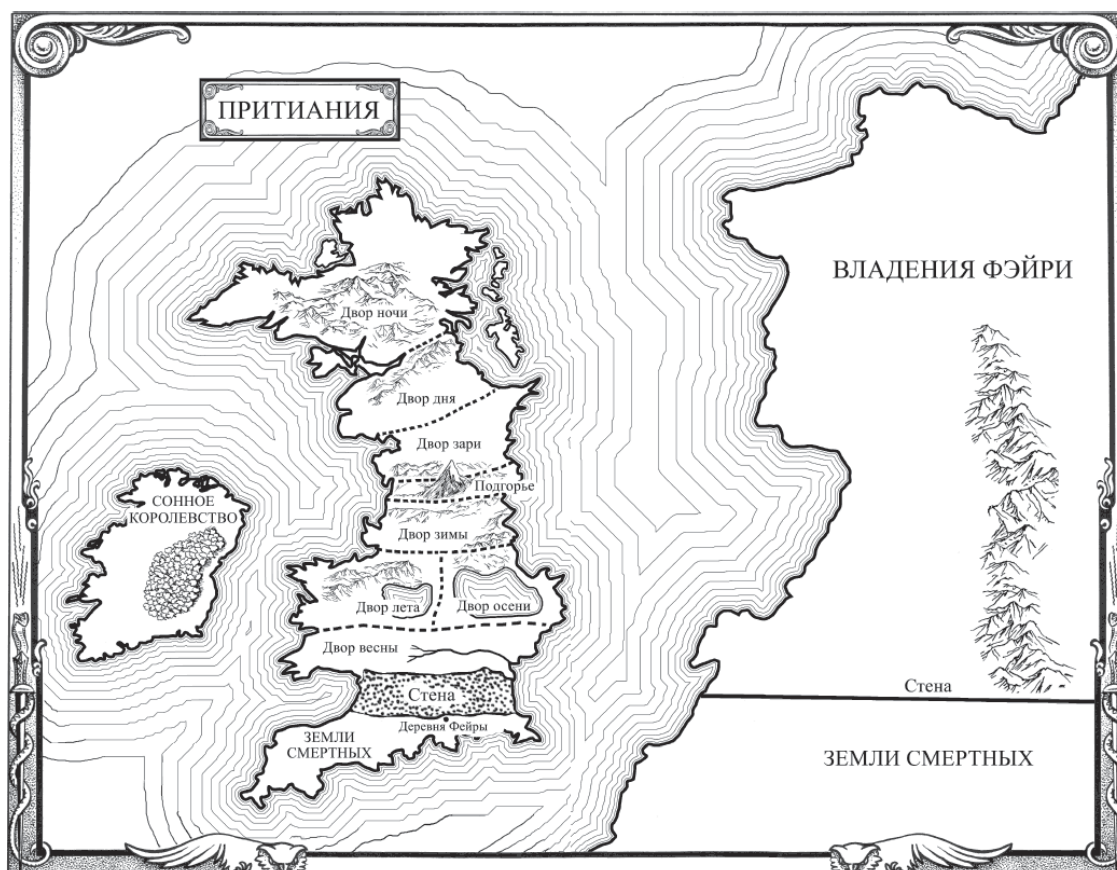 ПРИТИАНИЯ
ВЛАДЕНИЯ ФЭЙРИ
Двор ночи
Двор дня
Двор зари
Подгорье
СОННОЕ
КОРОЛЕВСТВО
Двор зимы
Двор лета
Двор осени
Двор весны
Стена
Стена
Деревня Фейры
ЗЕМЛИ
СМЕРТНЫХ
ЗЕМЛИ СМЕРТНЫХ